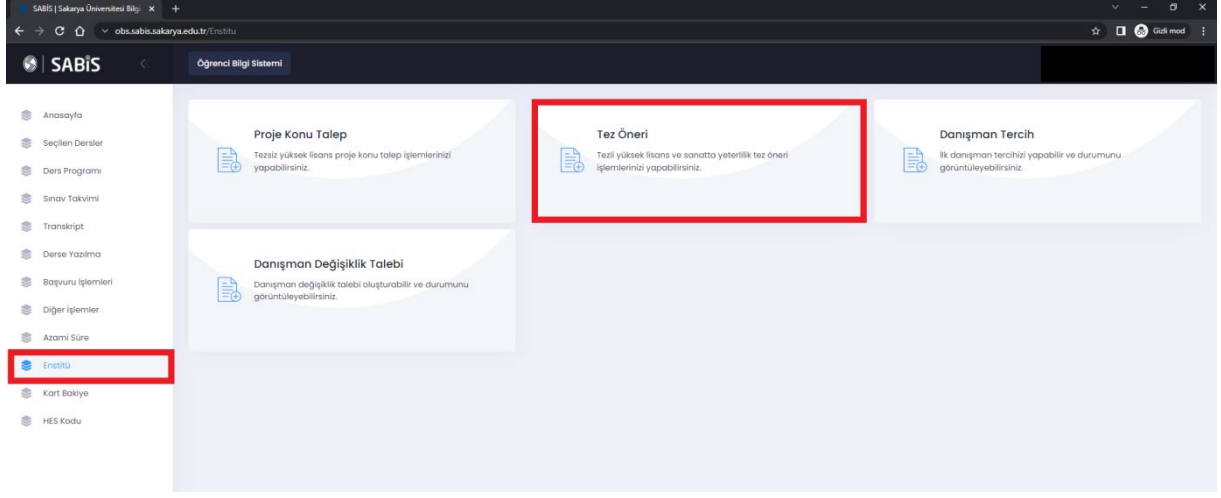 SABİS | Sakarya Üniversitesi Bilgi
obs.sabis.sakarya.edu.tr/Enstitu
Gizli mod
SABİS
Öğrenci Bilgi Sistemi
Anasayfa
Seçilen Dersler
Ders Programı
Sınav Takvimi
Transkript
Derse Yazılma
Başvuru İşlemleri
Diğer İşlemler
Azami Süre
Enstitü
Kart Bakiye
HES Kodu
Proje Konu Talep
Tezsiz yüksek lisans proje konu talep işlemlerinizi
yapabilirsiniz.
Tez Öneri
Tezli yüksek lisans ve sanatta yeterlilik tez öneri
işlemlerinizi yapabilirsiniz.
Danışman Tercih
İlk danışman tercihizi yapabilir ve durumunu
görüntüleyebilirsiniz.
Danışman Değişiklik Talebi
Danışman değişiklik talebi oluşturabilir ve durumunu
görüntüleyebilirsiniz.